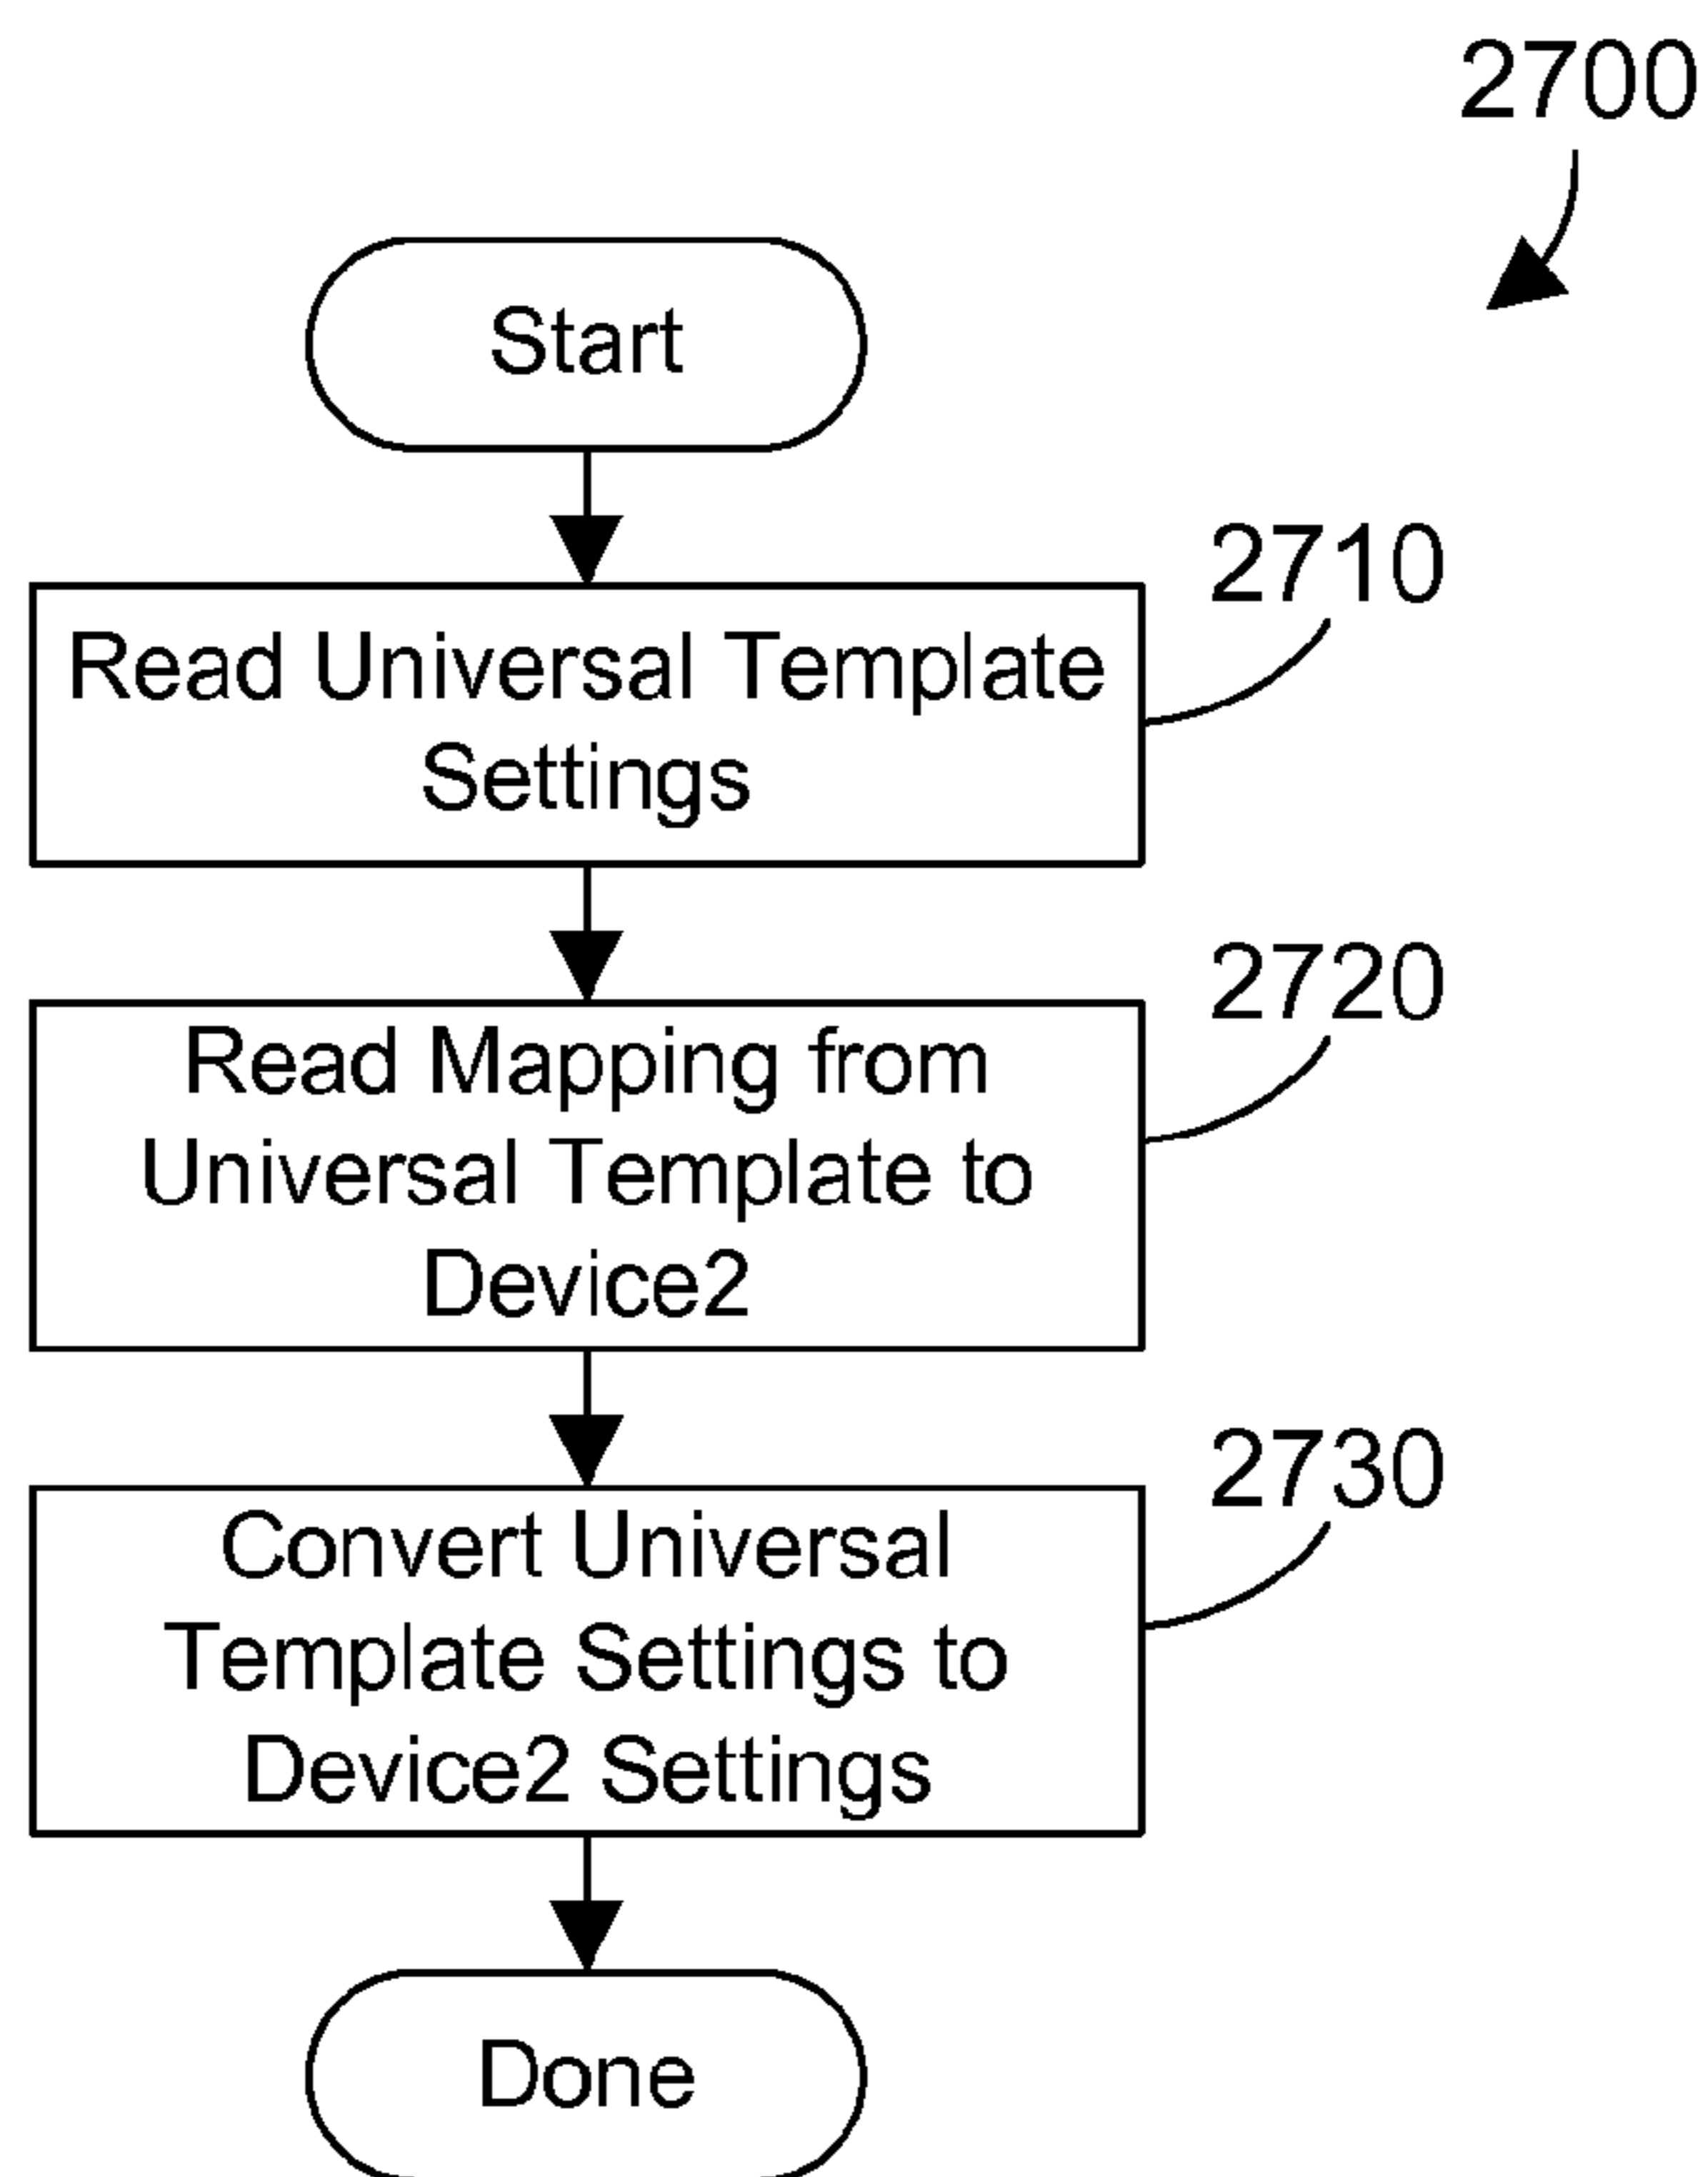 2700
Start
2710
Read Universal Template
Settings
2720
Read Mapping from
Universal Template to
Device2
2730
Convert Universal
Template Settings to
Device2 Settings
Done